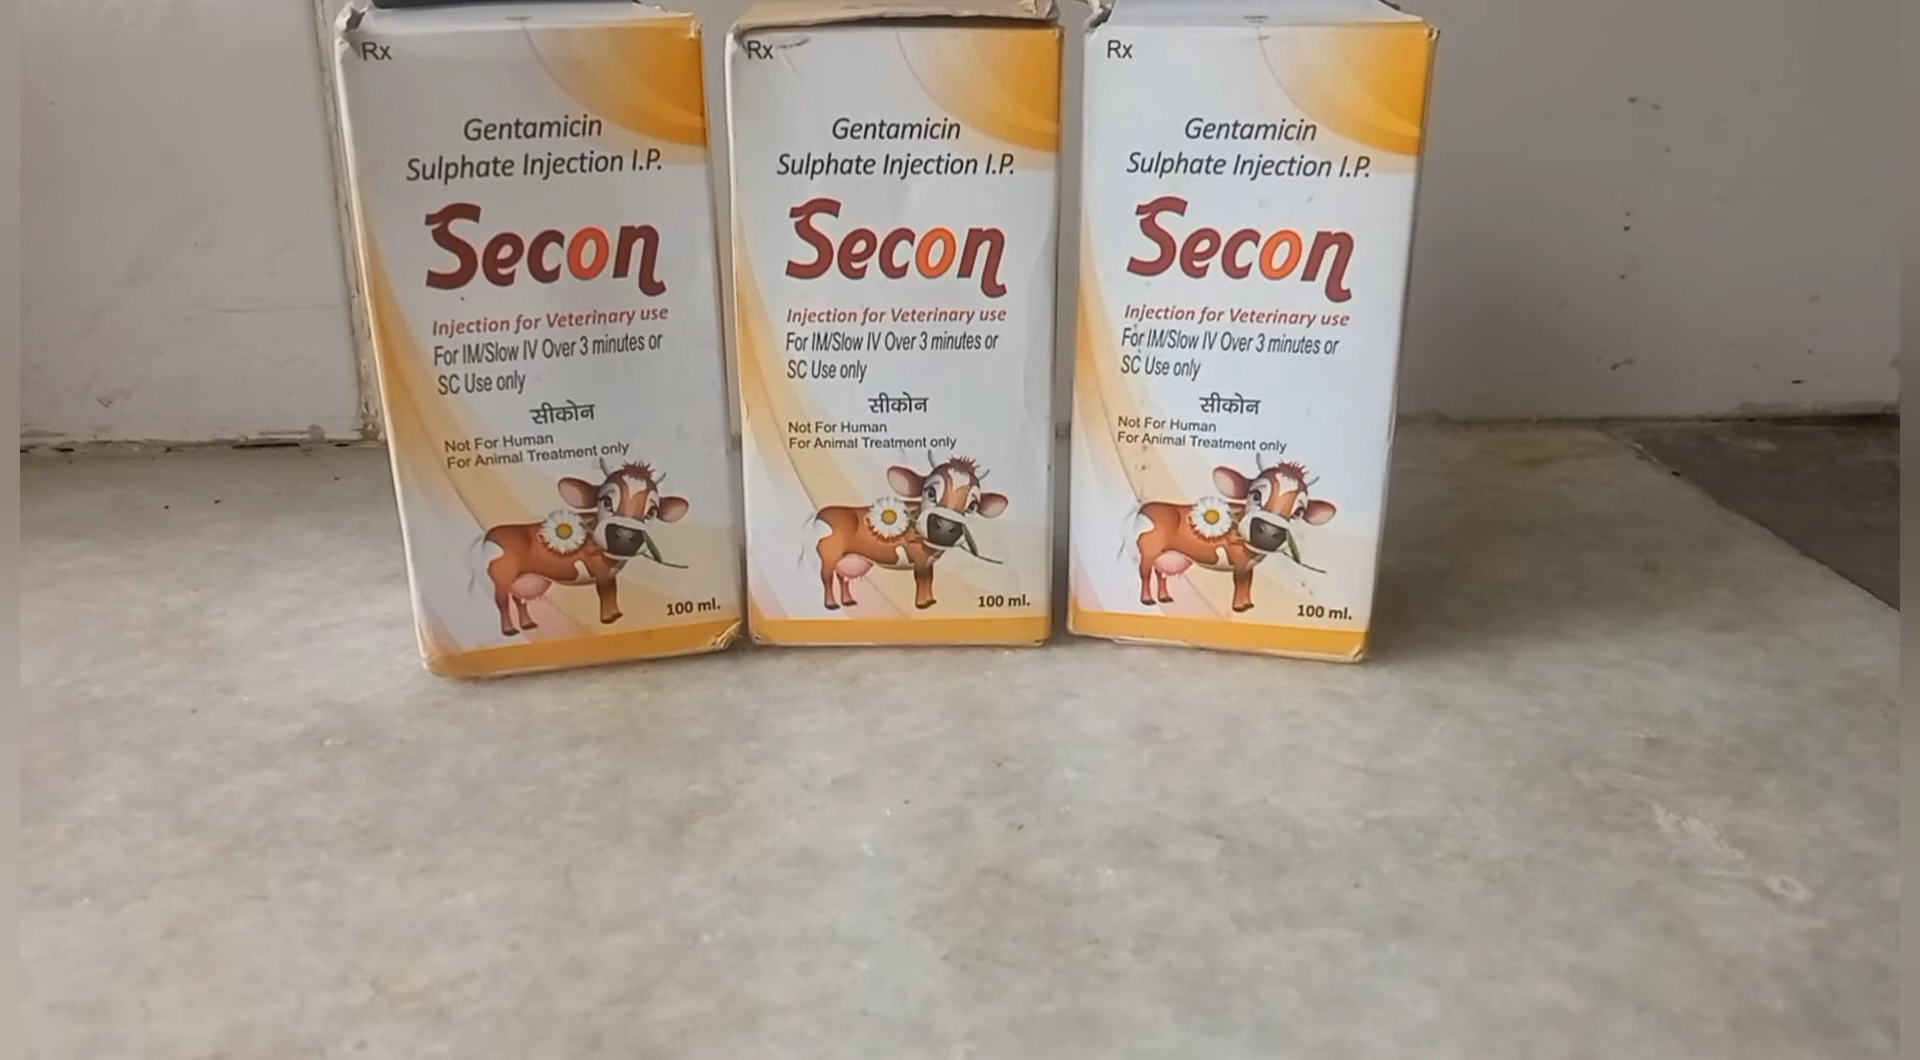 Rx
Gentamicin
Sulphate Injection I.P.
Secon
Injection for Veterinary use
For IM/Slow IV Over 3 minutes or
SC Use only
सीकोन
Not For Human
For Animal Treatment only
100 ml.
Rx
Gentamicin
Sulphate Injection I.P.
Secon
Injection for Veterinary use
For IM/Slow IV Over 3 minutes or
SC Use only
सीकोन
Not For Human
For Animal Treatment only
100 ml.
Rx
Gentamicin
Sulphate Injection I.P.
Secon
Injection for Veterinary use
For IM/Slow IV Over 3 minutes or
SC Use only
सीकोन
Not For Human
For Animal Treatment only
100 ml.